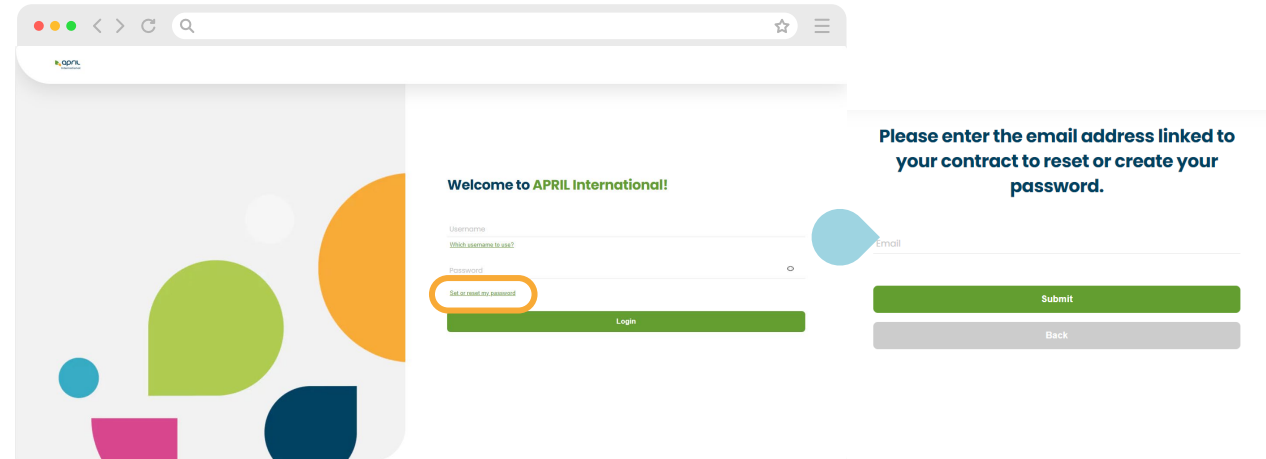 april
international
Welcome to APRIL International!
Username
Which username to use?
Password
Set or reset my password
Login
Please enter the email address linked to
your contract to reset or create your
password.
Email
Submit
Back